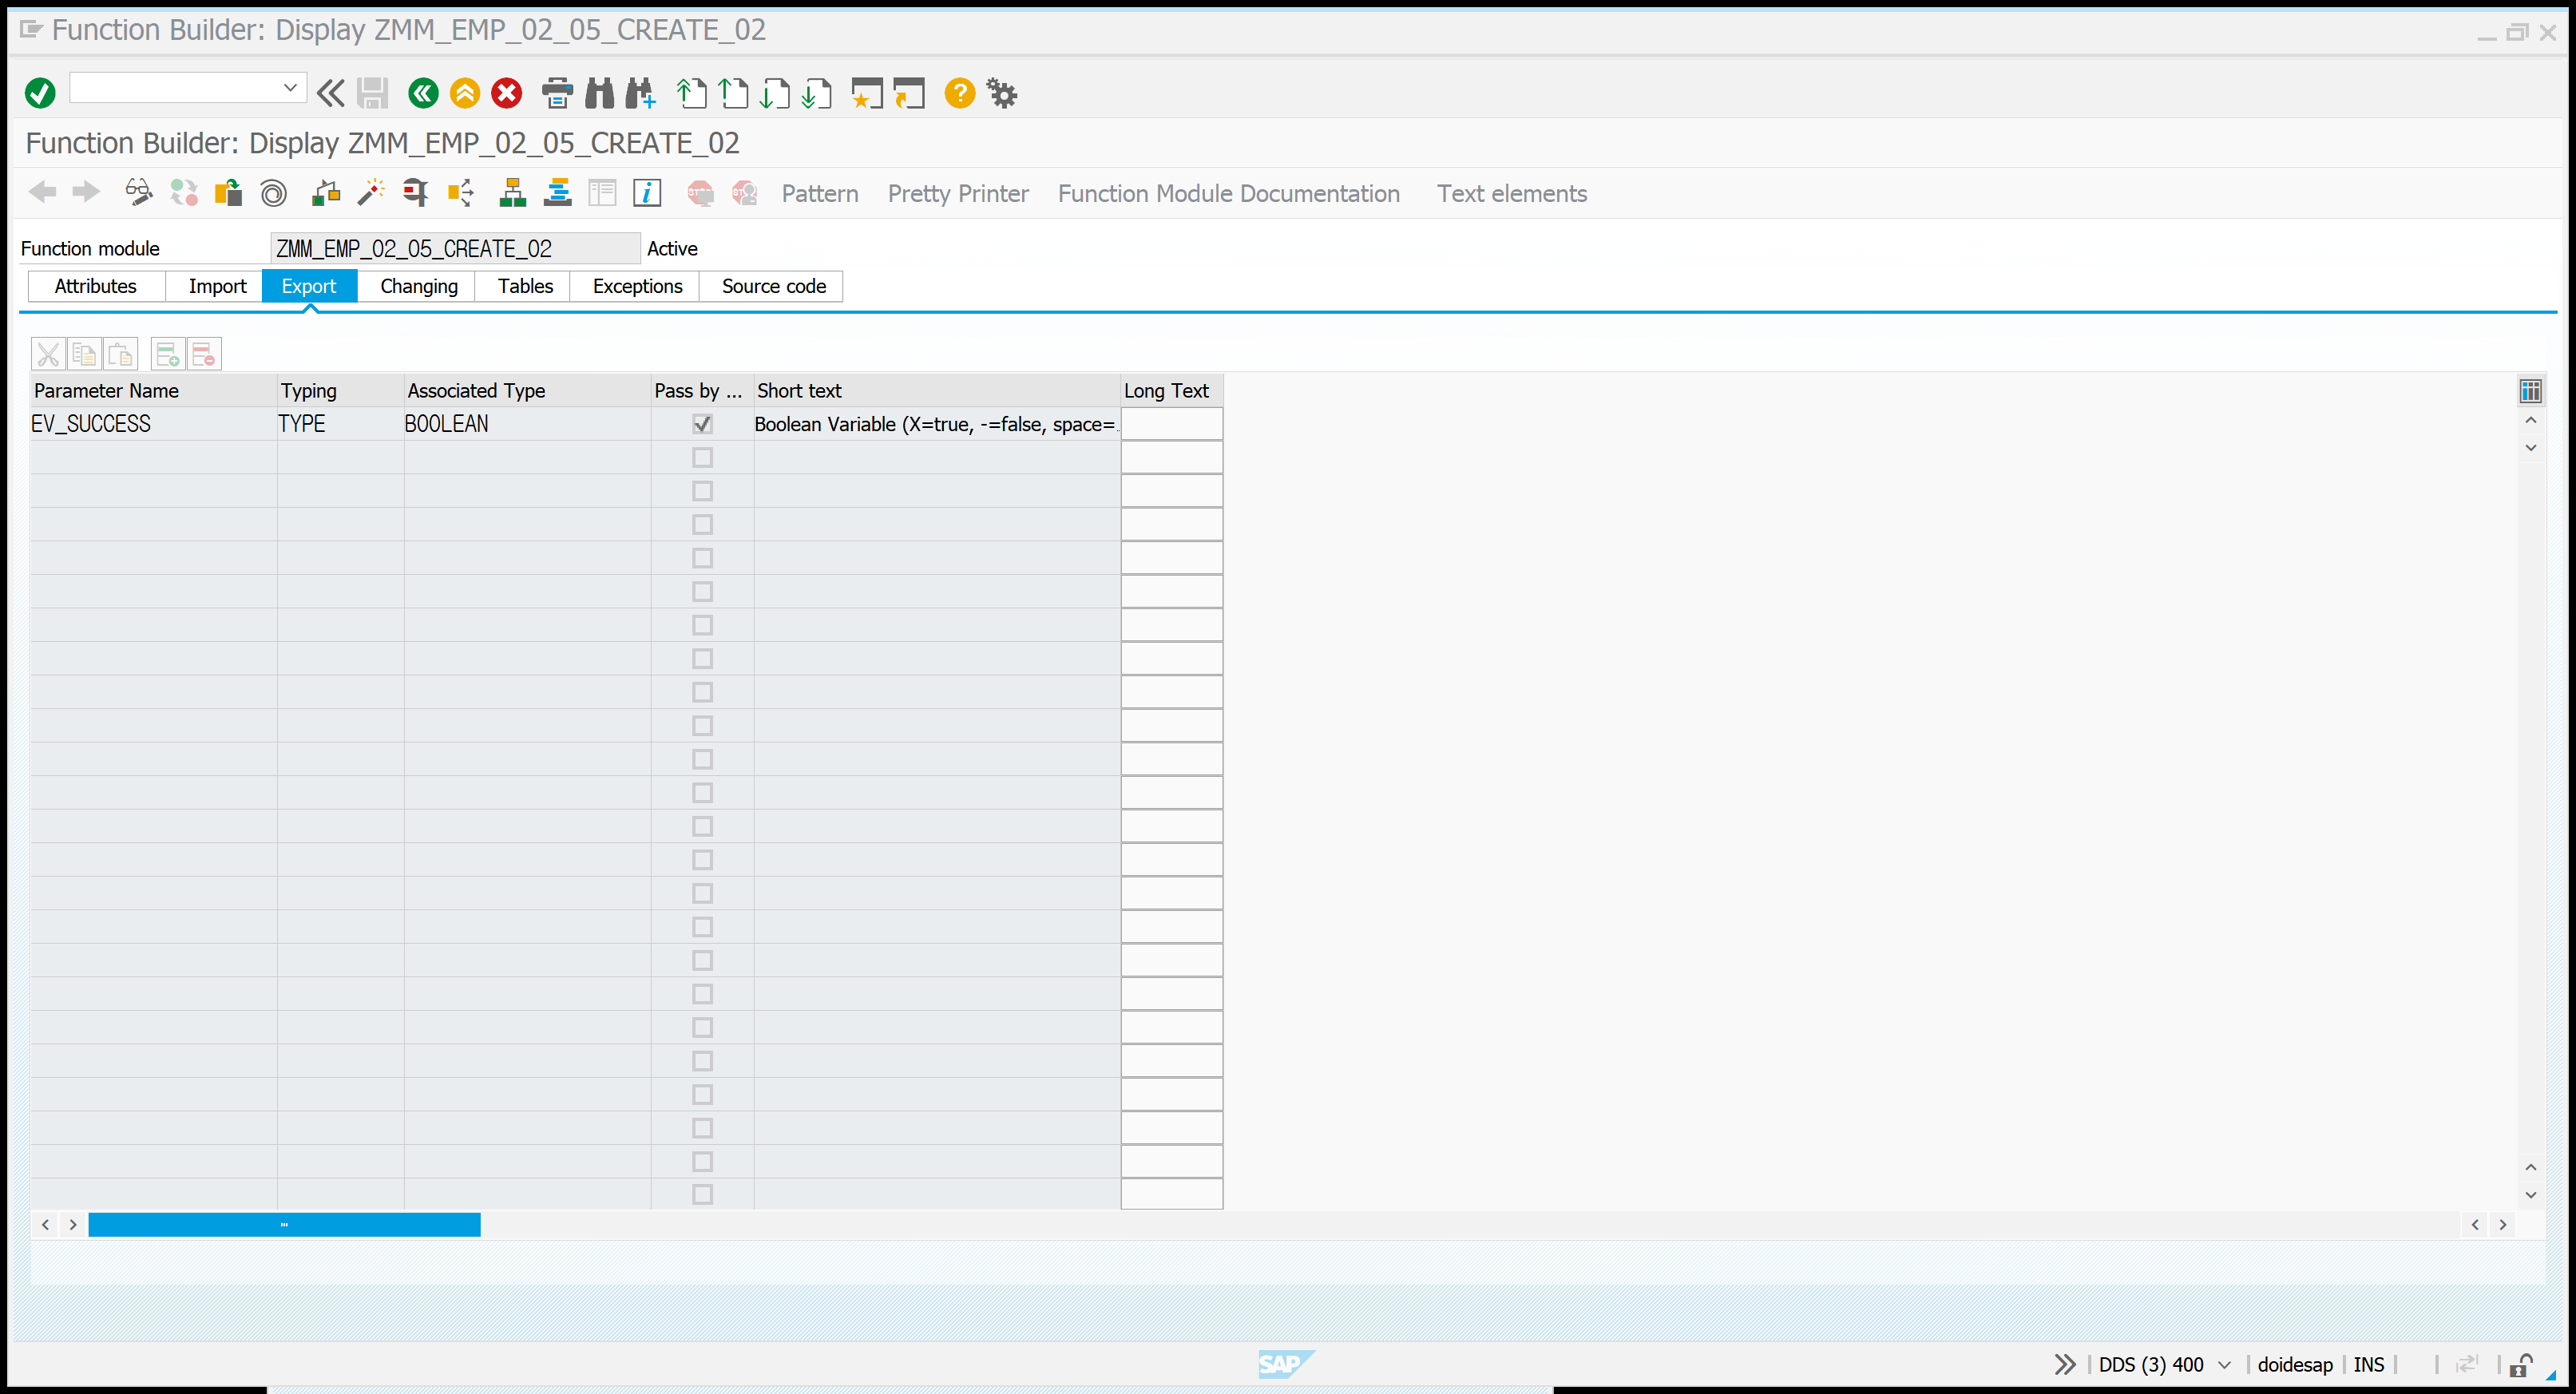 Function Builder: Display ZMM_EMP_02_05_CREATE_02
Function Builder: Display ZMM_EMP_02_05_CREATE_02
Pattern Pretty Printer Function Module Documentation Text elements
Function module ZMM_EMP_02_05_CREATE_02 Active
Attributes Import Export Changing Tables Exceptions Source code
Parameter Name Typing Associated Type Pass by ... Short text Long Text
EV_SUCCESS TYPE BOOLEAN Boolean Variable (X=true, -=false, space=..
SAP DDS (3) 400 doidesap INS